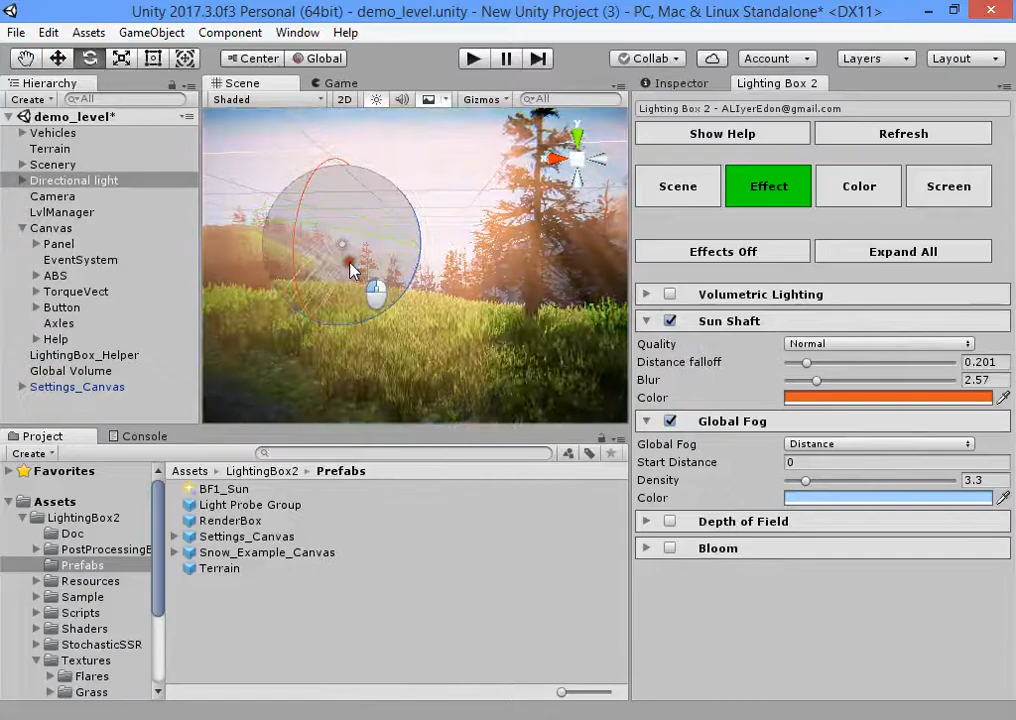 Unity 2017.3.0f3 Personal (64bit) - demo_level.unity - New Unity Project (3) - PC, Mac & Linux Standalone* <DX11>
File Edit Assets GameObject Component Window Help
Center Global Collab Account Layers Layout
Hierarchy Scene Game Inspector Lighting Box 2
Create All Shaded 2D Gizmos All Lighting Box 2 - ALIyerEdon@gmail.com
demo_level*
Vehicles
Terrain
Scenery
Directional light
Camera
LvlManager
Canvas
Panel
EventSystem
ABS
TorqueVect
Button
Axles
Help
LightingBox_Helper
Global Volume
Settings_Canvas
y
Show Help Refresh
Scene Effect Color Screen
Effects Off Expand All
Volumetric Lighting
Sun Shaft
Quality Normal
Distance falloff 0.201
Blur 2.57
Color
Global Fog
Global Fog Distance
Start Distance 0
Density 3.3
Color
Depth of Field
Bloom
Project Console
Create
Favorites
Assets
LightingBox2
Doc
PostProcessingB
Prefabs
Resources
Sample
Scripts
Shaders
StochasticSSR
Textures
Flares
Grass
Assets LightingBox2 Prefabs
BF1_Sun
Light Probe Group
RenderBox
Settings_Canvas
Snow_Example_Canvas
Terrain